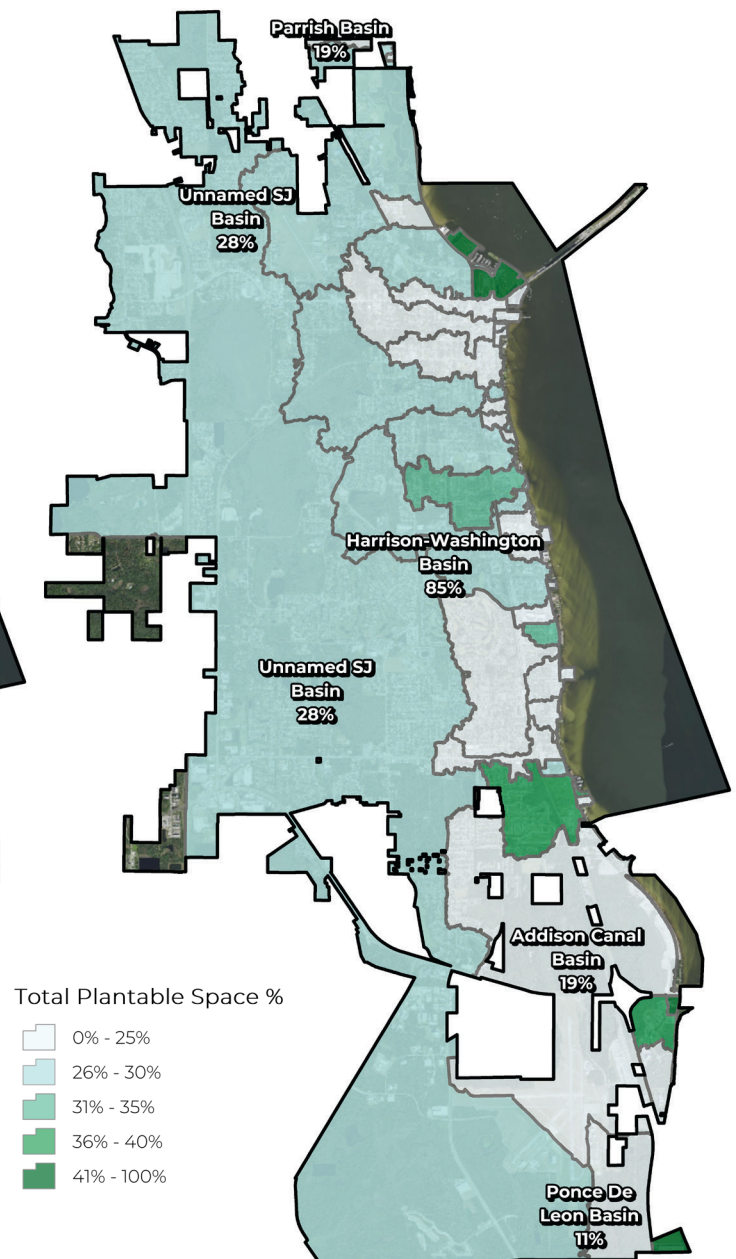 Parrish Basin
19%
Unnamed SJ
Basin
28%
Harrison-Washington
Basin
85%
Unnamed SJ
Basin
28%
Addison Canal
Basin
19%
Total Plantable Space %
0% - 25%
26% - 30%
31% - 35%
36% - 40%
41% - 100%
Ponce De
Leon Basin
11%